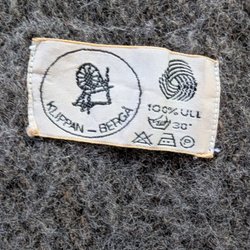 KLIPPAN – BERGÅ
100% ULL
30°
P